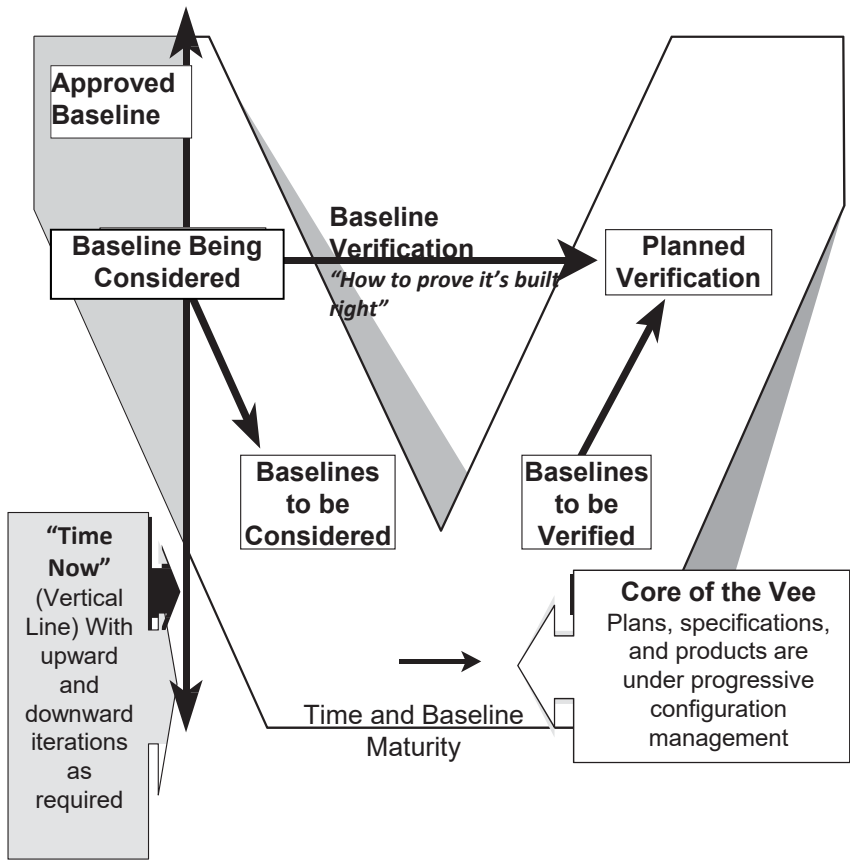 Approved
Baseline
Baseline
Verification
“How to prove it's built
right”
Baseline Being
Considered
Planned
Verification
Baselines
to be
Considered
Baselines
to be
Verified
“Time
Now”
(Vertical
Line) With
upward
and
downward
iterations
as
required
Core of the Vee
Plans, specifications,
and products are
under progressive
configuration
management
Time and Baseline
Maturity